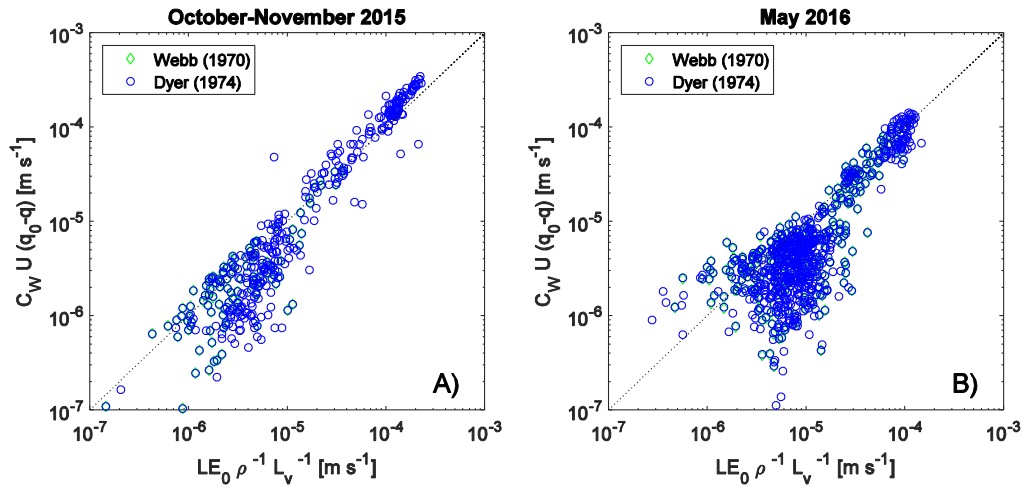 October-November 2015
10^-3
10^-4
10^-5
10^-6
10^-7
C_W U (q_0-q) [m s^-1]
Webb (1970)
Dyer (1974)
A)
10^-7
10^-6
10^-5
10^-4
10^-3
LE_0 ρ^-1 L_v^-1 [m s^-1]
May 2016
10^-3
10^-4
10^-5
10^-6
10^-7
C_W U (q_0-q) [m s^-1]
Webb (1970)
Dyer (1974)
B)
10^-7
10^-6
10^-5
10^-4
10^-3
LE_0 ρ^-1 L_v^-1 [m s^-1]